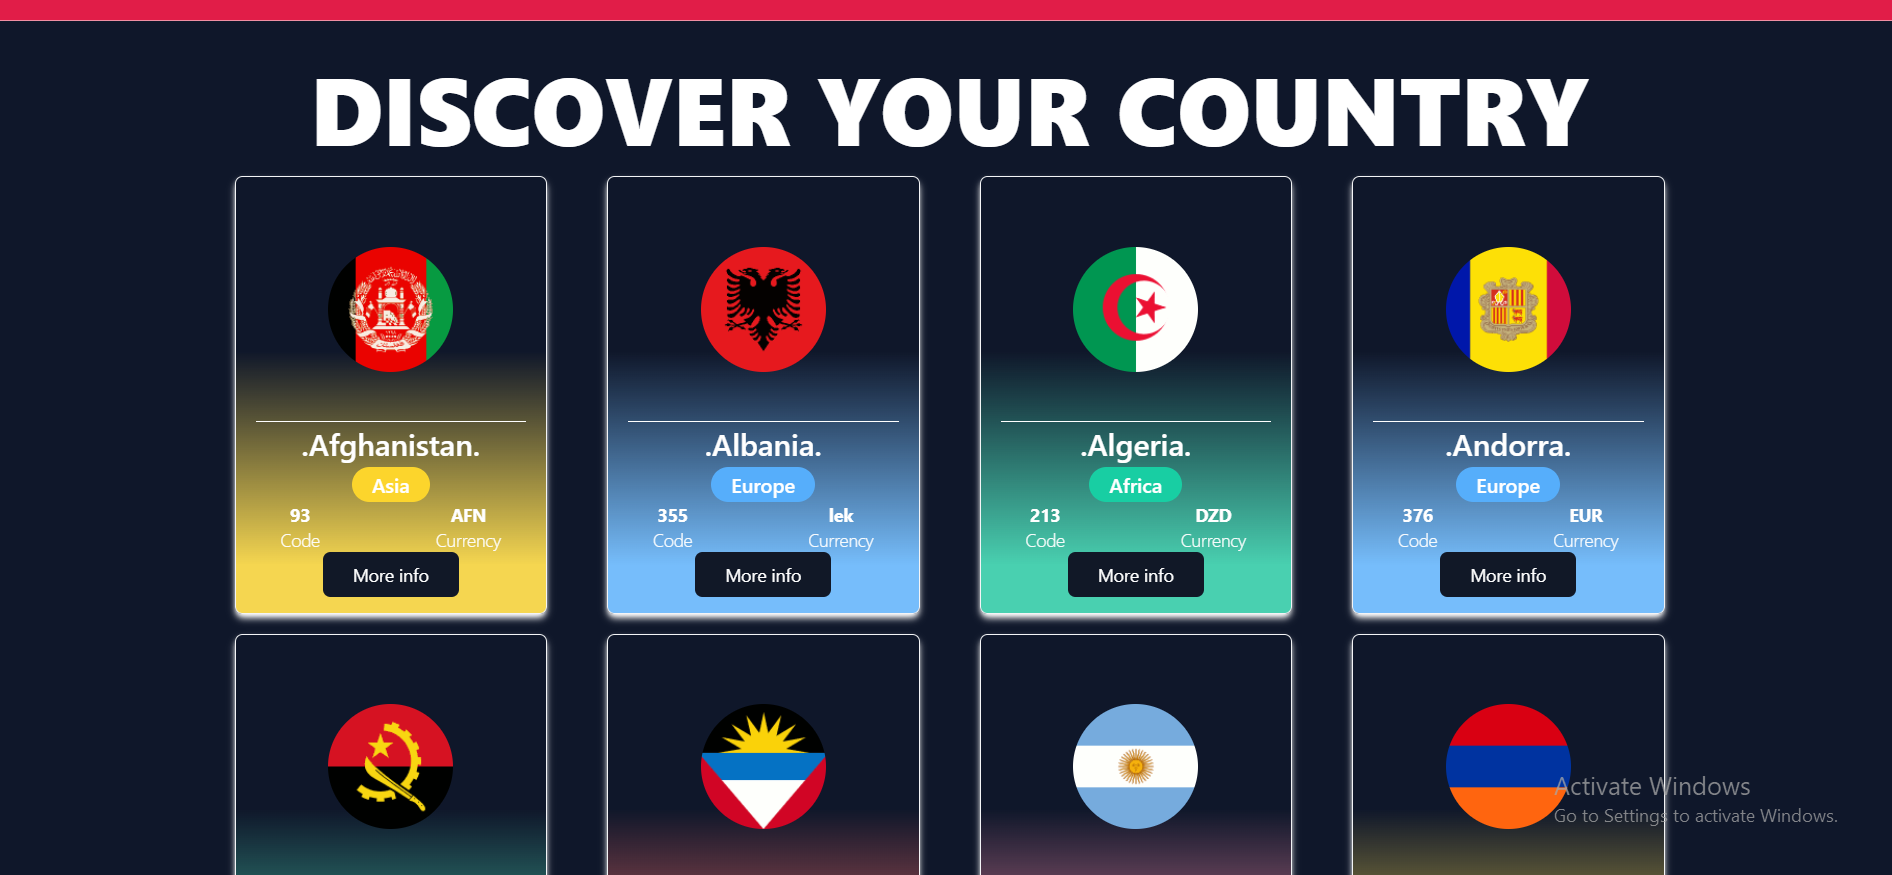 DISCOVER YOUR COUNTRY
.Afghanistan.
Asia
93 AFN
Code Currency
More info
.Albania.
Europe
355 lek
Code Currency
More info
.Algeria.
Africa
213 DZD
Code Currency
More info
.Andorra.
Europe
376 EUR
Code Currency
More info
Activate Windows
Go to Settings to activate Windows.